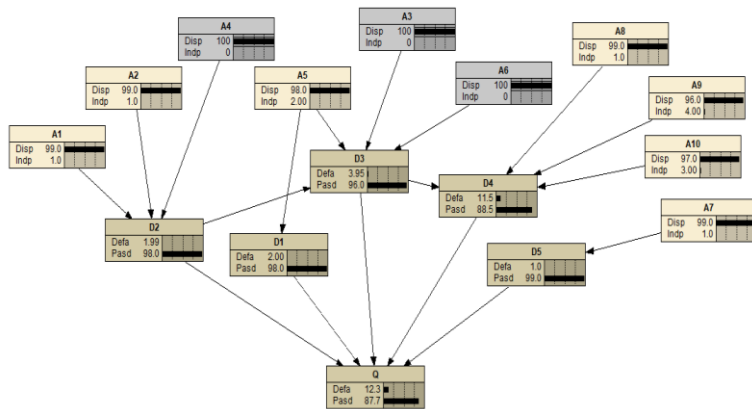 A4
Disp 100
Indp 0
A3
Disp 100
Indp 0
A8
Disp 99.0
Indp 1.0
A2
Disp 99.0
Indp 1.0
A5
Disp 98.0
Indp 2.00
A6
Disp 100
Indp 0
A9
Disp 96.0
Indp 4.00
A1
Disp 99.0
Indp 1.0
A10
Disp 97.0
Indp 3.00
D3
Defa 3.95
Pasd 96.0
D4
Defa 11.5
Pasd 88.5
A7
Disp 99.0
Indp 1.0
D2
Defa 1.99
Pasd 98.0
D1
Defa 2.00
Pasd 98.0
D5
Defa 1.0
Pasd 99.0
Q
Defa 12.3
Pasd 87.7